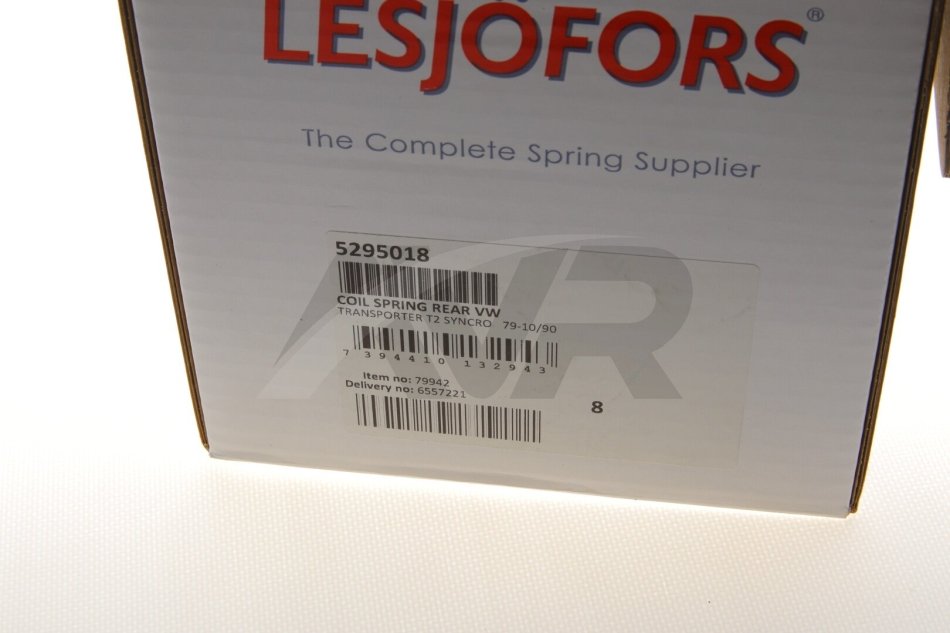 LESJÖFORS®
The Complete Spring Supplier
5295018
COIL SPRING REAR VW
TRANSPORTER T2 SYNCRO 79-10/90
7 394410 132943
Item no: 79942
Delivery no: 6557221
8
NR